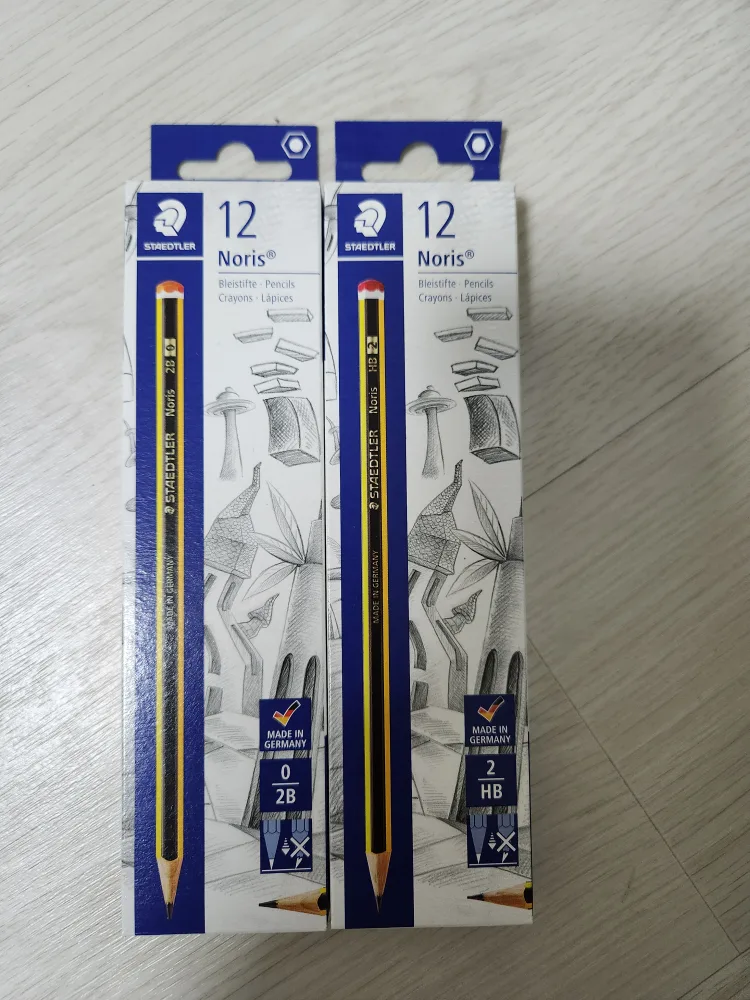 STAEDTLER
12
Noris®
Bleistifte · Pencils
Crayons · Lápices
2B 0
Noris
STAEDTLER
MADE IN GERMANY
MADE IN
GERMANY
0
2B
STAEDTLER
12
Noris®
Bleistifte · Pencils
Crayons · Lápices
HB 2
Noris
STAEDTLER
MADE IN GERMANY
MADE IN
GERMANY
2
HB